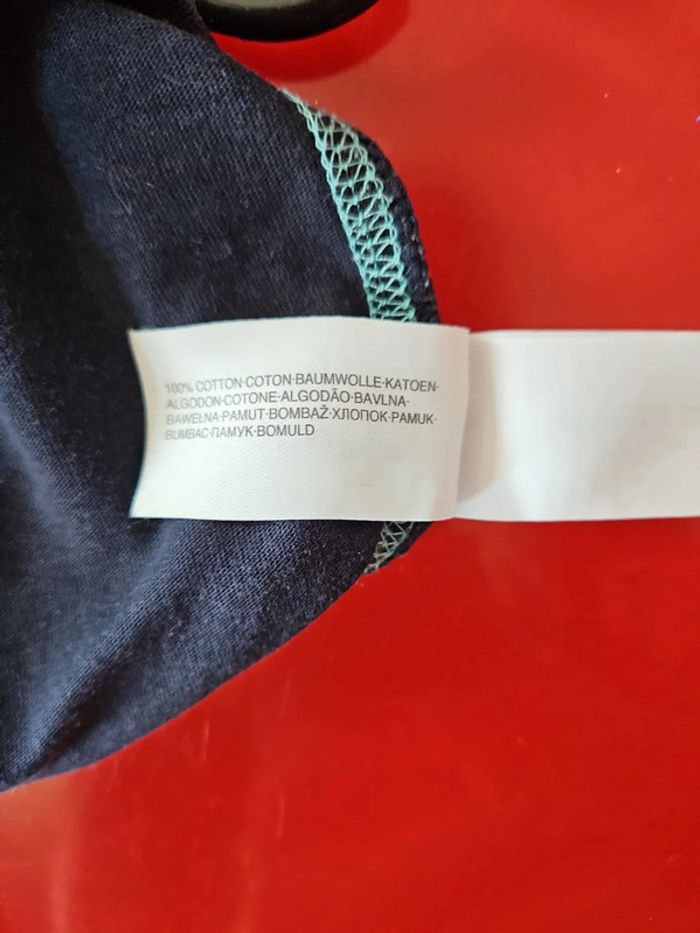 100% COTTON·COTON·BAUMWOLLE·KATOEN·
ALGODON·COTONE·ALGODÃO·BAVLNA·
BAWEŁNA·PAMUT·BOMBAŽ·ХЛОПОК·PAMUK·
BUMBAC·ПАМУК·BOMULD